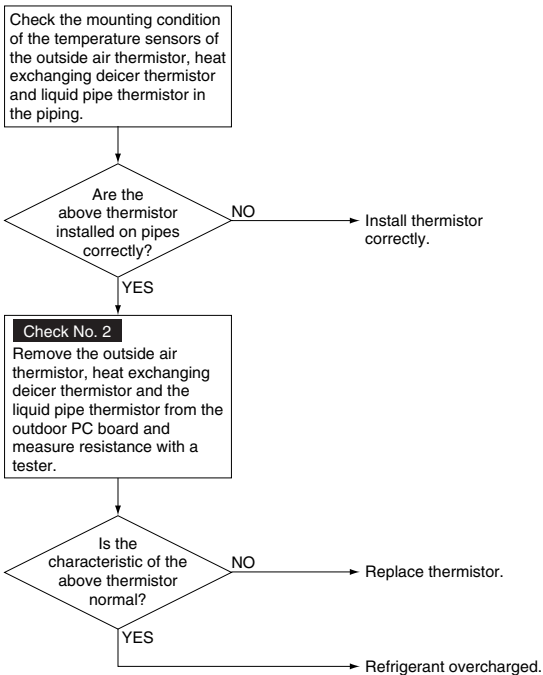 Check the mounting condition
of the temperature sensors of
the outside air thermistor, heat
exchanging deicer thermistor
and liquid pipe thermistor in
the piping.
Are the
above thermistor
installed on pipes
correctly?
NO
Install thermistor
correctly.
YES
Check No. 2
Remove the outside air
thermistor, heat exchanging
deicer thermistor and the
liquid pipe thermistor from the
outdoor PC board and
measure resistance with a
tester.
Is the
characteristic of the
above thermistor
normal?
NO
Replace thermistor.
YES
Refrigerant overcharged.